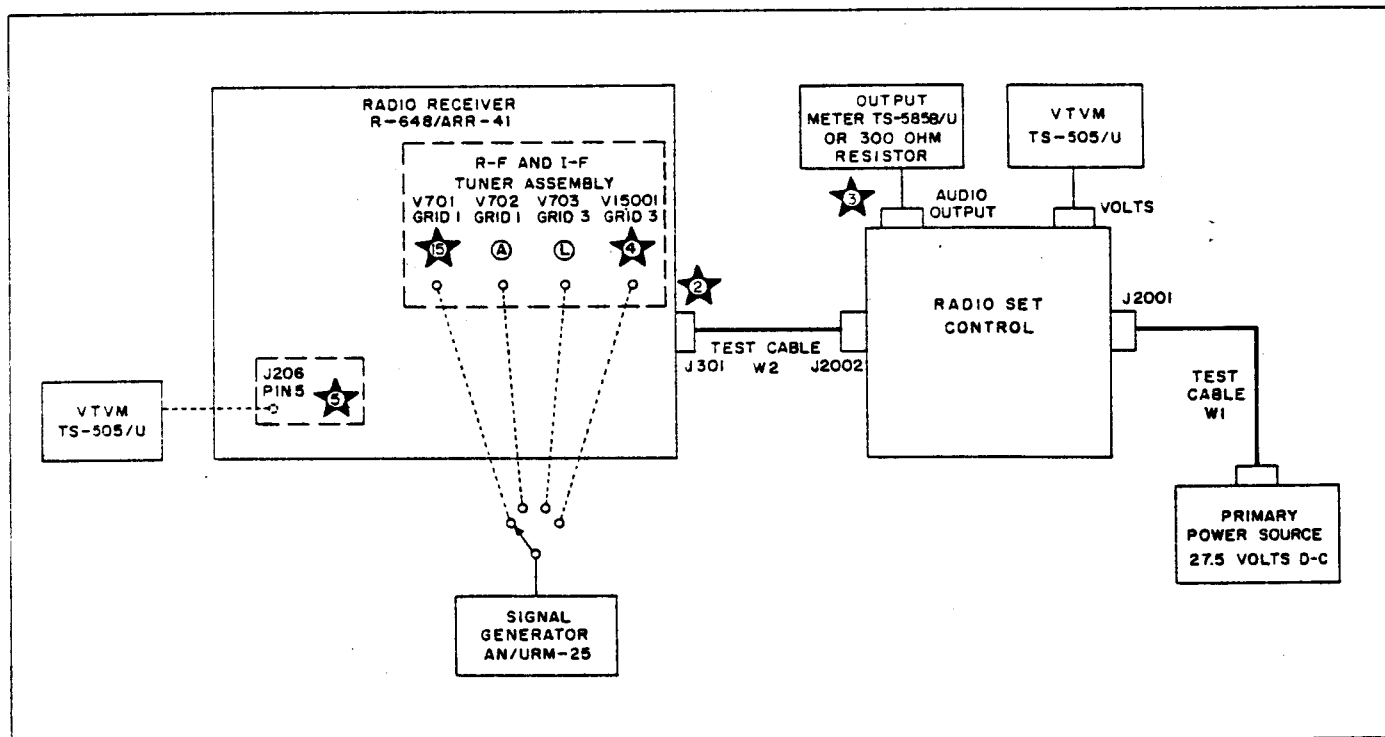 RADIO RECEIVER
R-648/ARR-41
R-F AND I-F
TUNER ASSEMBLY
V701 V702 V703 V15001
GRID 1 GRID 1 GRID 3 GRID 3
15 A L 4
J206
PIN 5
5
VTVM
TS-505/U
SIGNAL
GENERATOR
AN/URM-25
2
J301
TEST CABLE
W2
J2002
OUTPUT
METER TS-585B/U
OR 300 OHM
RESISTOR
3
AUDIO
OUTPUT
VTVM
TS-505/U
VOLTS
RADIO SET
CONTROL
J2001
TEST
CABLE
W1
PRIMARY
POWER SOURCE
27.5 VOLTS D-C